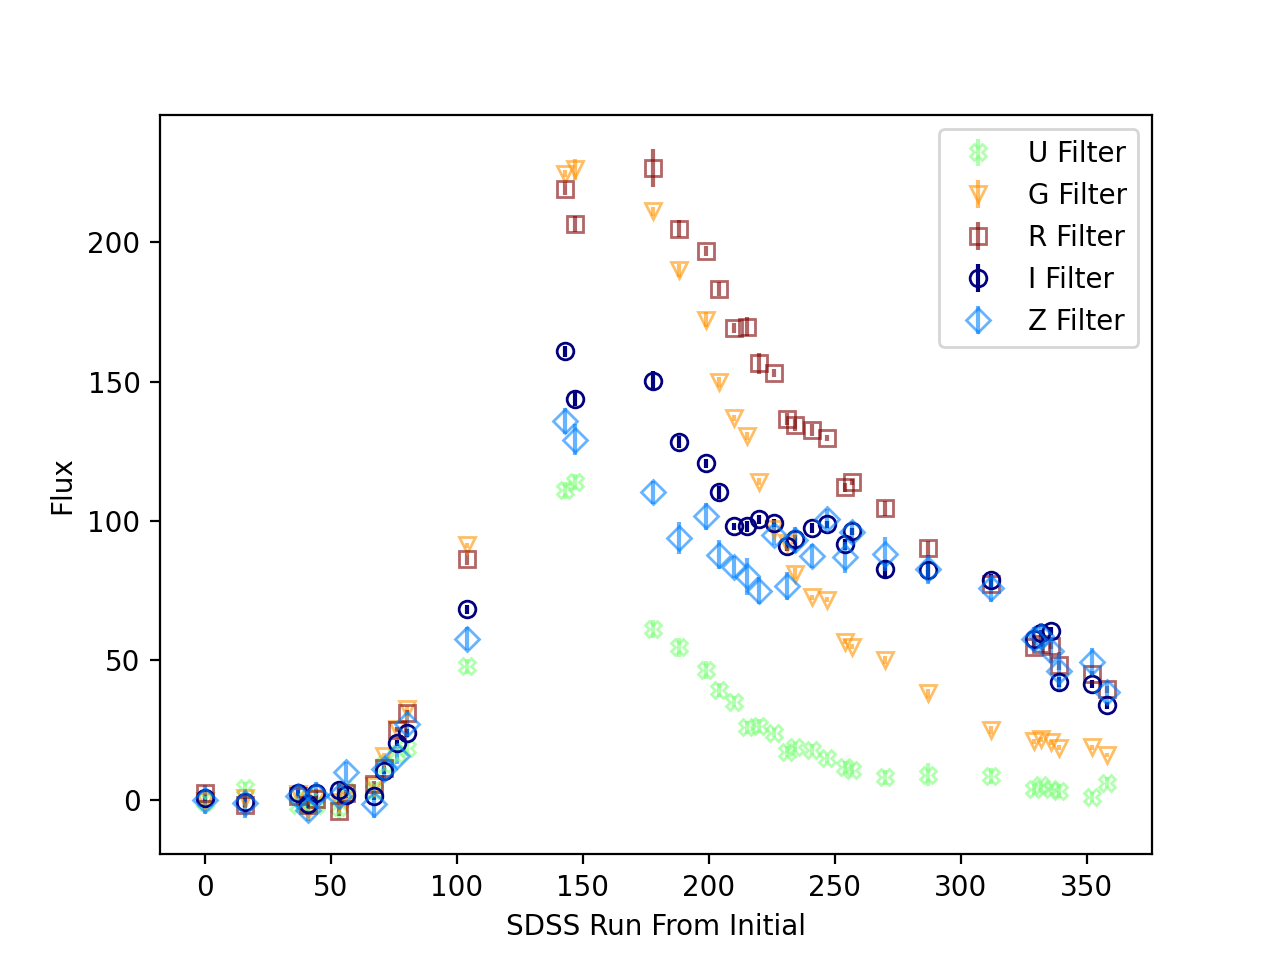 U Filter
G Filter
R Filter
I Filter
Z Filter
200
150
100
50
0
Flux
0 50 100 150 200 250 300 350
SDSS Run From Initial